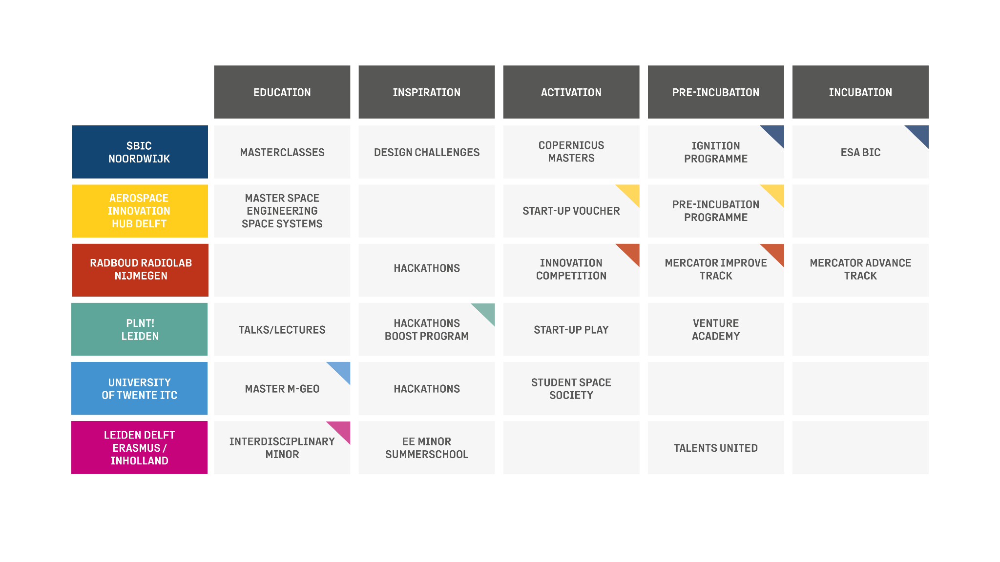 EDUCATION
INSPIRATION
ACTIVATION
PRE-INCUBATION
INCUBATION
SBIC
NOORDWIJK
MASTERCLASSES
DESIGN CHALLENGES
COPERNICUS
MASTERS
IGNITION
PROGRAMME
ESA BIC
AEROSPACE
INNOVATION
HUB DELFT
MASTER SPACE
ENGINEERING
SPACE SYSTEMS
START-UP VOUCHER
PRE-INCUBATION
PROGRAMME
RADBOUD RADIOLAB
NIJMEGEN
HACKATHONS
INNOVATION
COMPETITION
MERCATOR IMPROVE
TRACK
MERCATOR ADVANCE
TRACK
PLNT!
LEIDEN
TALKS/LECTURES
HACKATHONS
BOOST PROGRAM
START-UP PLAY
VENTURE
ACADEMY
UNIVERSITY
OF TWENTE ITC
MASTER M-GEO
HACKATHONS
STUDENT SPACE
SOCIETY
LEIDEN DELFT
ERASMUS /
INHOLLAND
INTERDISCIPLINARY
MINOR
EE MINOR
SUMMERSCHOOL
TALENTS UNITED